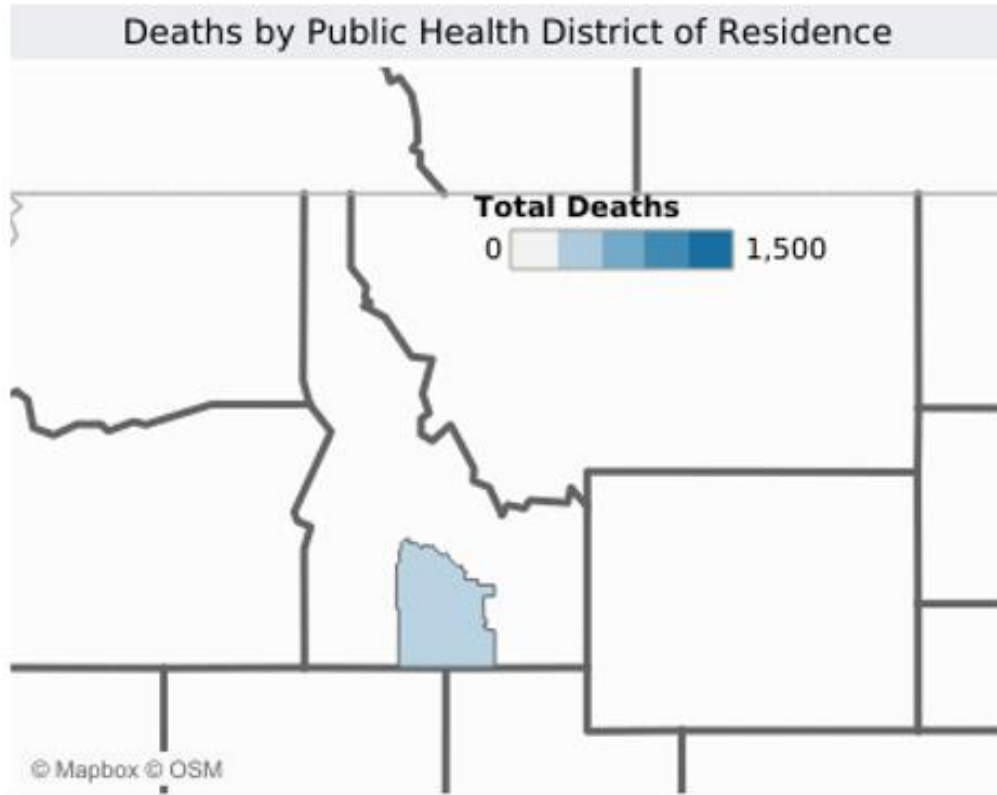 Deaths by Public Health District of Residence
Total Deaths
0 1,500
© Mapbox © OSM